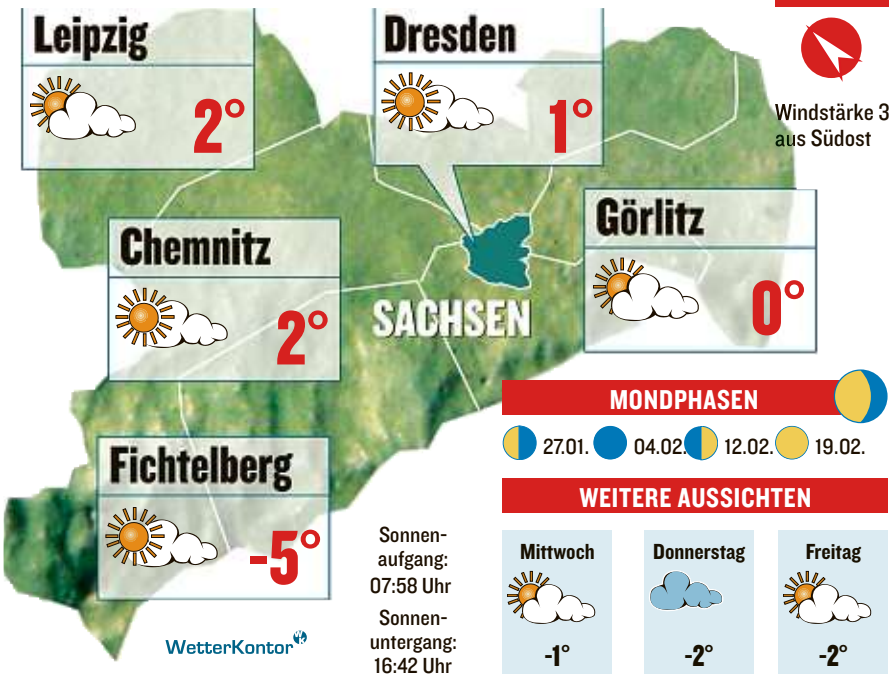 Leipzig
2°
Dresden
1°
Windstärke 3
aus Südost
Chemnitz
2°
Görlitz
0°
SACHSEN
Fichtelberg
-5°
MONDPHASEN
27.01. 04.02. 12.02. 19.02.
Sonnen-
aufgang:
07:58 Uhr
Sonnen-
untergang:
16:42 Uhr
WEITERE AUSSICHTEN
Mittwoch
-1°
Donnerstag
-2°
Freitag
-2°
WetterKontor